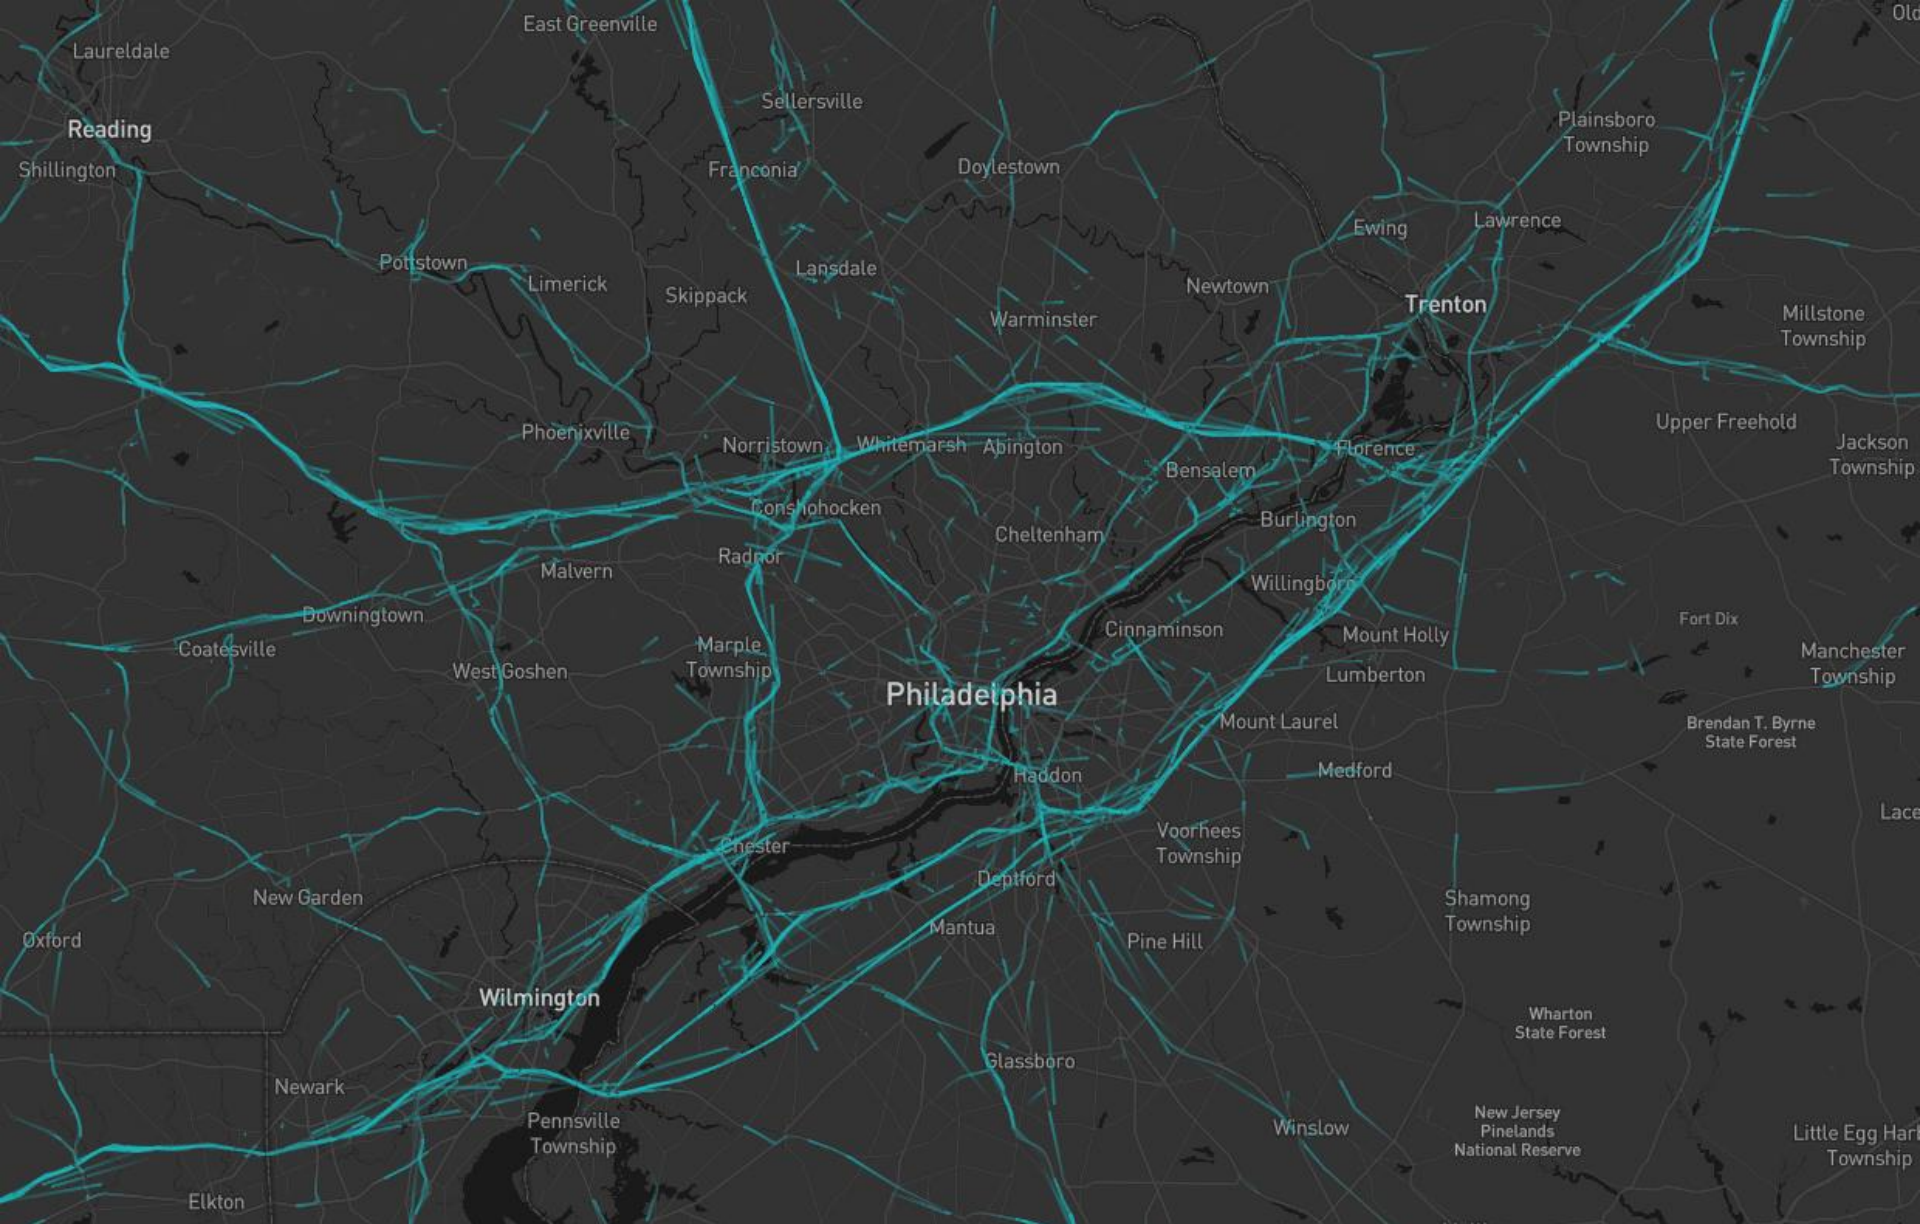 East Greenville
Old
Laureldale
Sellersville
Reading
Plainsboro
Township
Shillington
Franconia
Doylestown
Ewing
Lawrence
Pottstown
Lansdale
Limerick
Skippack
Newtown
Trenton
Warminster
Millstone
Township
Upper Freehold
Phoenixville
Norristown
Whitemarsh
Abington
Florence
Jackson
Township
Bensalem
Conshohocken
Cheltenham
Burlington
Radnor
Malvern
Willingboro
Downingtown
Fort Dix
Cinnaminson
Mount Holly
Coatesville
Marple
Township
West Goshen
Lumberton
Manchester
Township
Philadelphia
Mount Laurel
Brendan T. Byrne
State Forest
Haddon
Medford
Lace
Voorhees
Township
Chester
Deptford
New Garden
Shamong
Township
Mantua
Pine Hill
Oxford
Wilmington
Wharton
State Forest
Glassboro
Newark
Pennsville
Township
Winslow
New Jersey
Pinelands
National Reserve
Little Egg Har
Township
Elkton